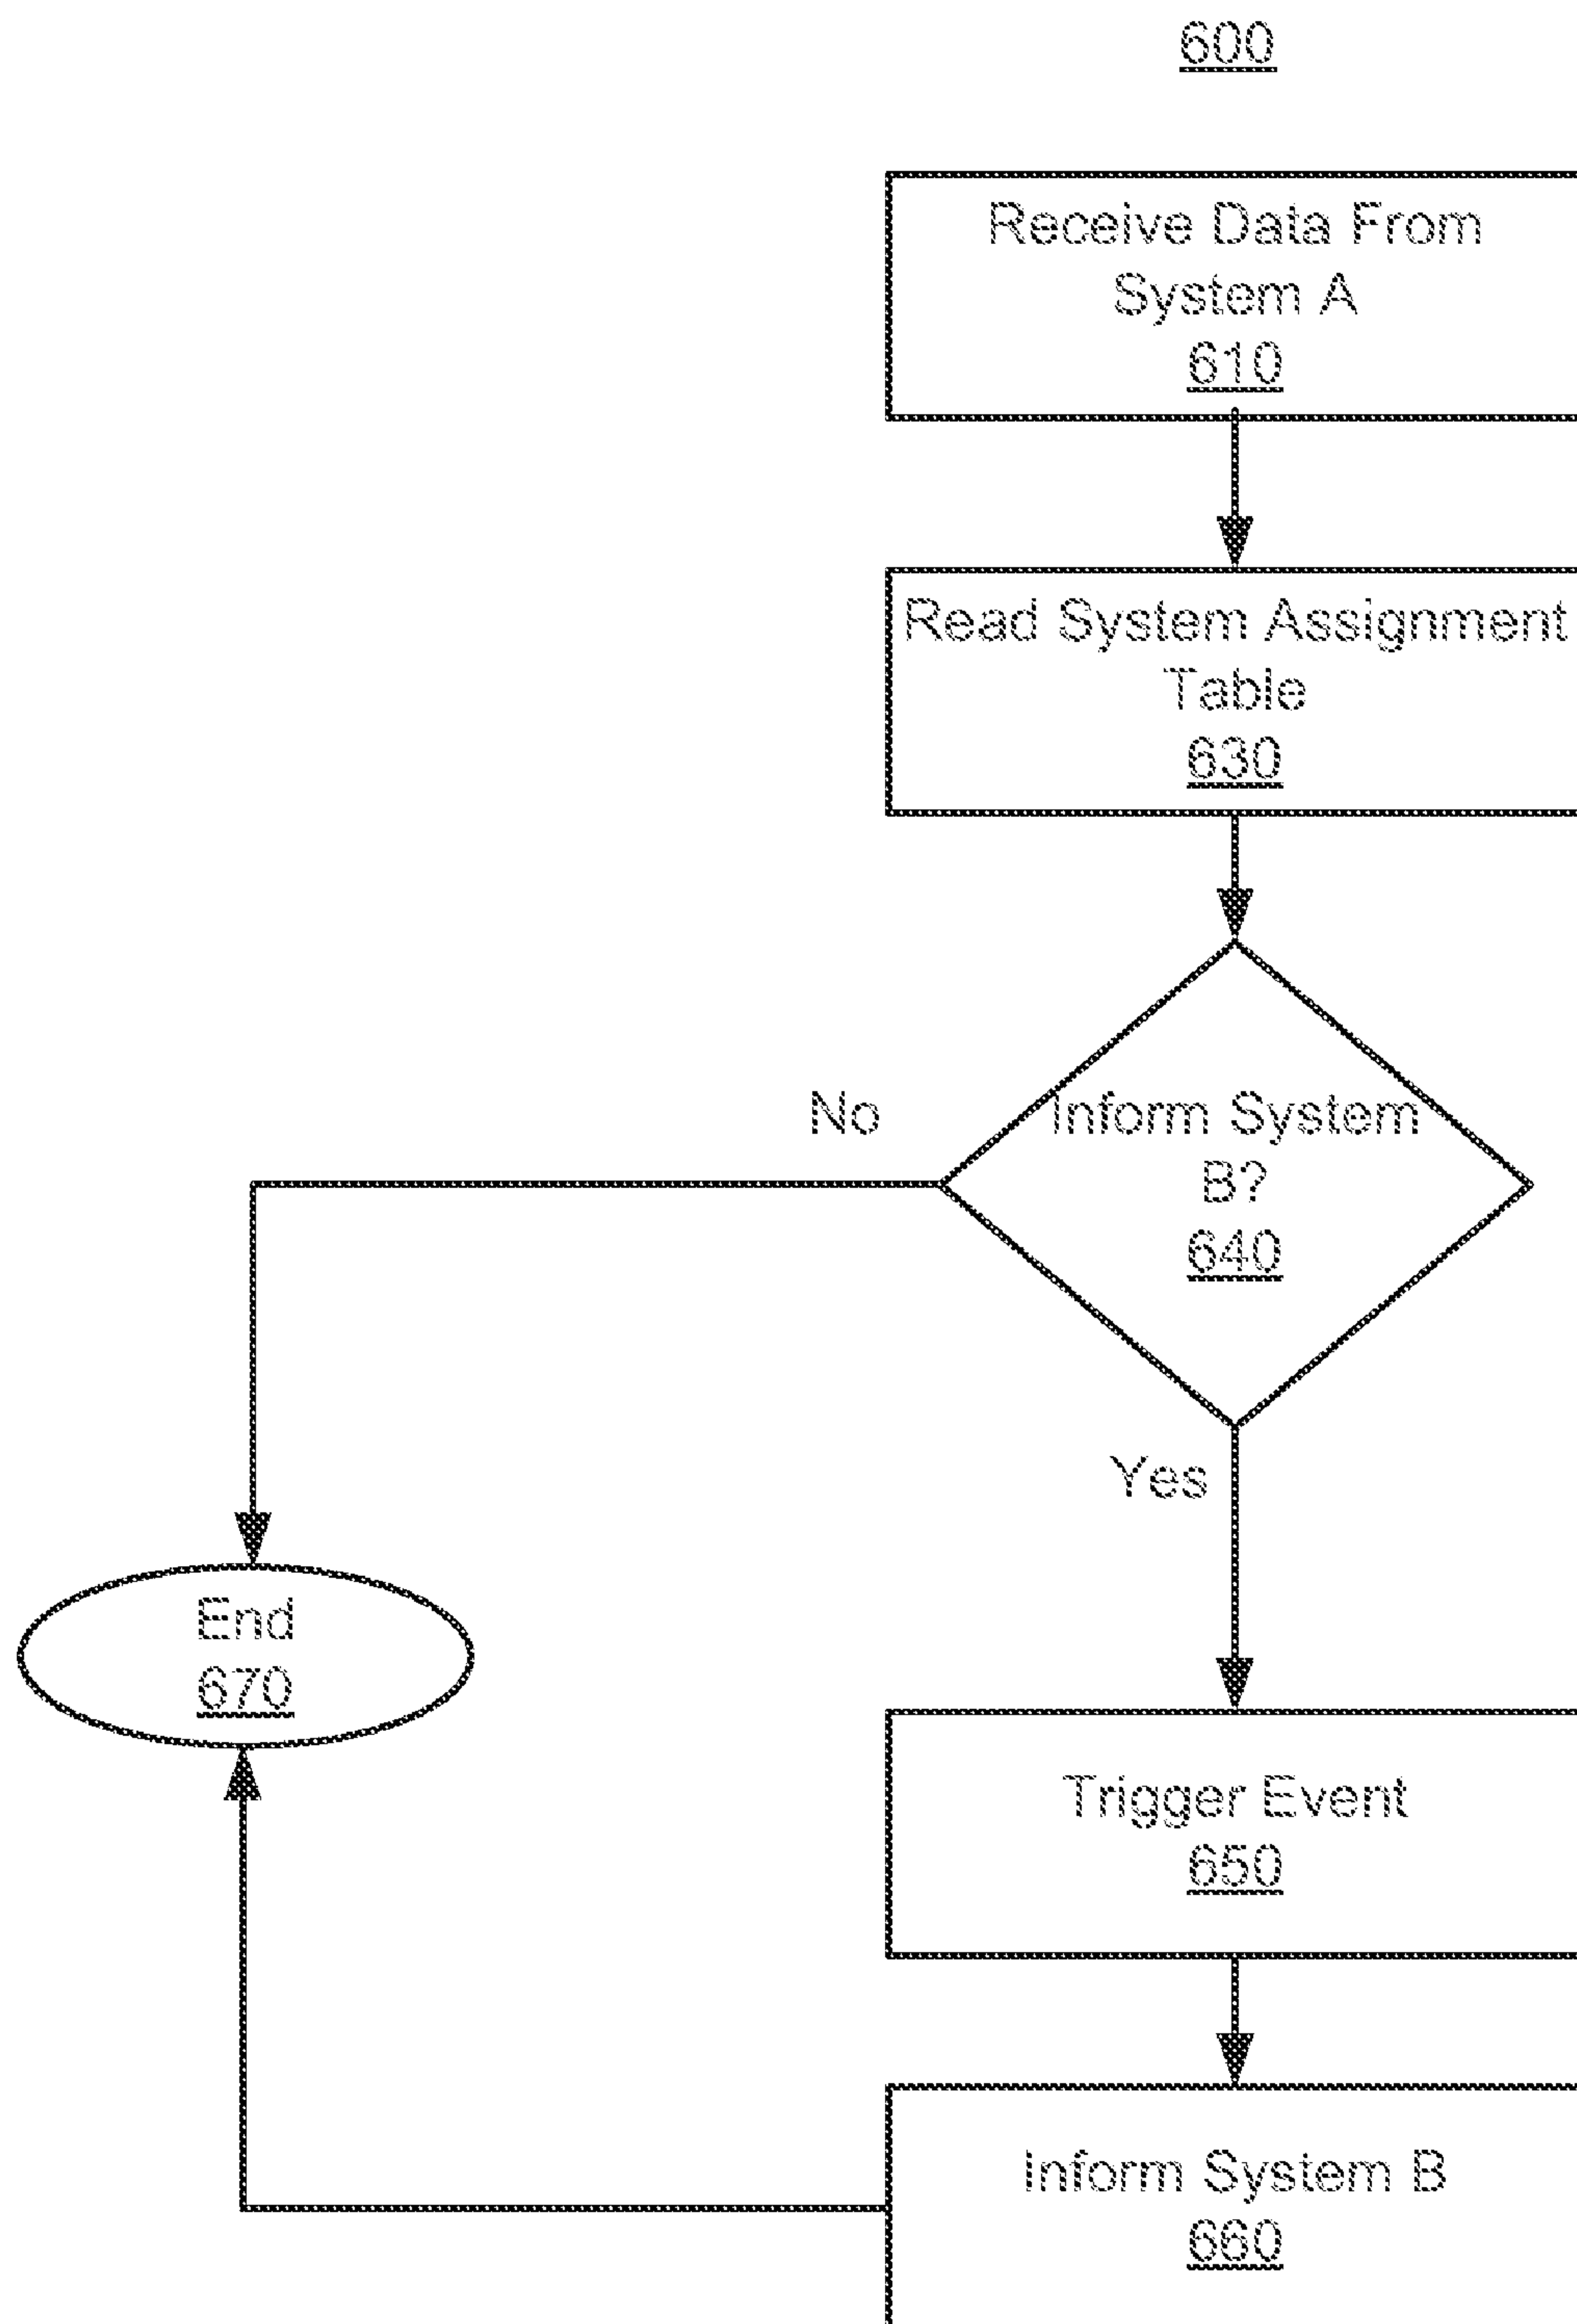 600
Receive Data From
System A
610
Read System Assignment
Table
630
No
Inform System
B?
640
Yes
End
670
Trigger Event
650
Inform System B
660